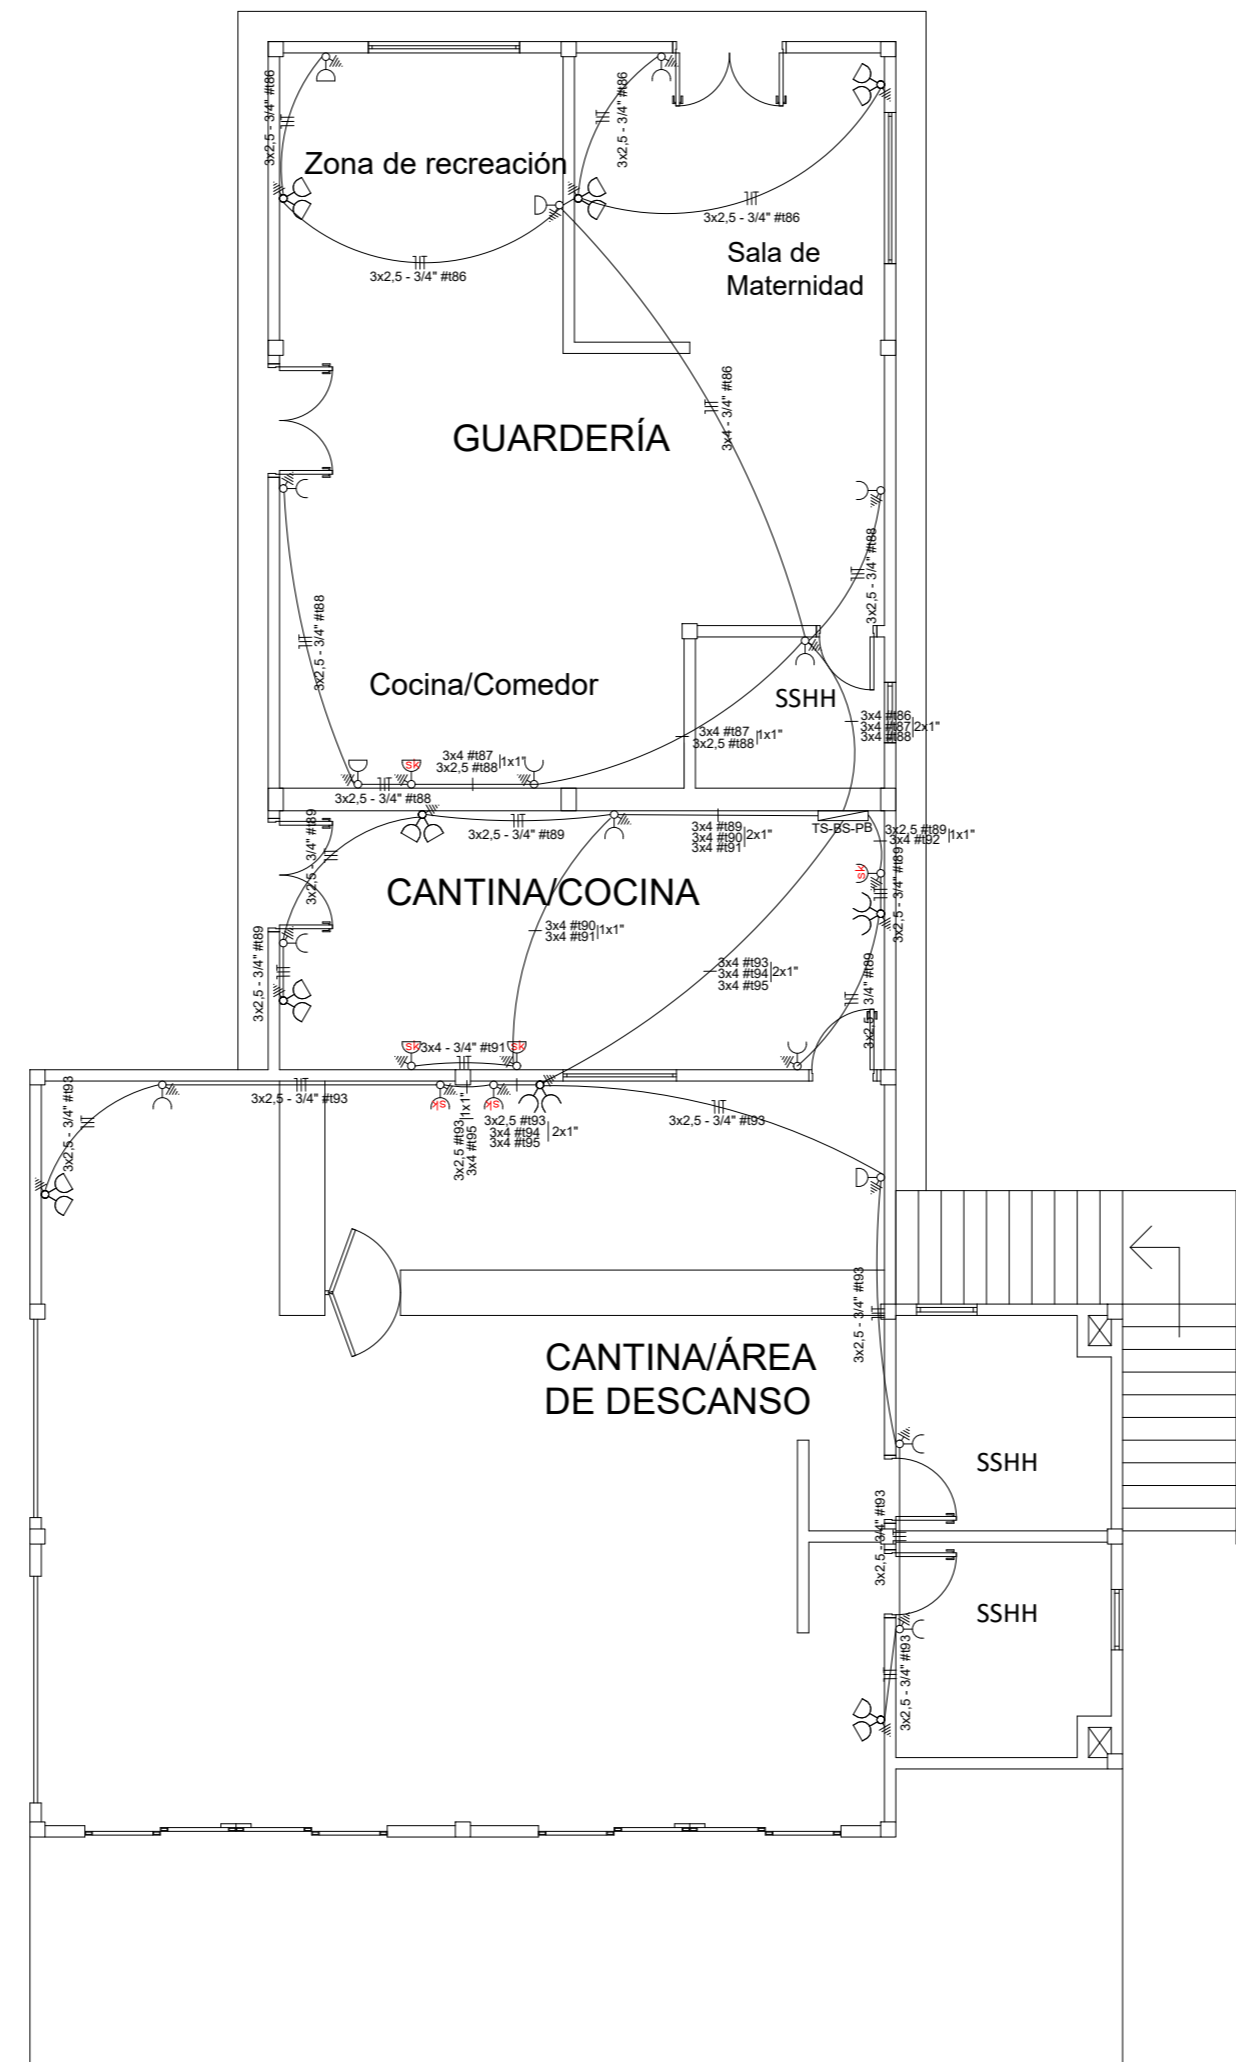 3x2,5 - 3/4" #t86
3x2,5 - 3/4" #t86
Zona de recreación
3x2,5 - 3/4" #t86
3x2,5 - 3/4" #t86
Sala de
Maternidad
3x4 - 3/4" #t86
GUARDERÍA
3x2,5 - 3/4" #t88
3x2,5 - 3/4" #t88
Cocina/Comedor
SSHH
3x4 #t86
3x4 #t87 2x1"
3x4 #t88
3x4 #t87 1x1"
3x2,5 #t88
3x4 #t87 1x1"
3x2,5 #t88
sk
3x2,5 - 3/4" #t88
TS-BS-PB
3x2,5 #t89 1x1"
3x4 #t92
3x2,5 - 3/4" #t89
3x2,5 - 3/4" #t89
3x4 #t89
3x4 #t90 2x1"
3x4 #t91
sk
3x2,5 - 3/4" #t89
CANTINA/COCINA
3x4 #t90 1x1"
3x4 #t91
3x2,5 - 3/4" #t89
3x4 #t93
3x4 #t94 2x1"
3x4 #t95
3x2,5 - 3/4" #t89
sk
3x4 - 3/4" #t91
sk
3x2,5 - 3/4" #t93
3x2,5 - 3/4" #t93
sk
sk
3x2,5 #t93 1x1"
3x4 #t95
3x2,5 #t93
3x4 #t94 2x1"
3x4 #t95
3x2,5 - 3/4" #t93
3x2,5 - 3/4" #t93
CANTINA/ÁREA
DE DESCANSO
SSHH
3x2,5 - 3/4" #t93
SSHH
3x2,5 - 3/4" #t93